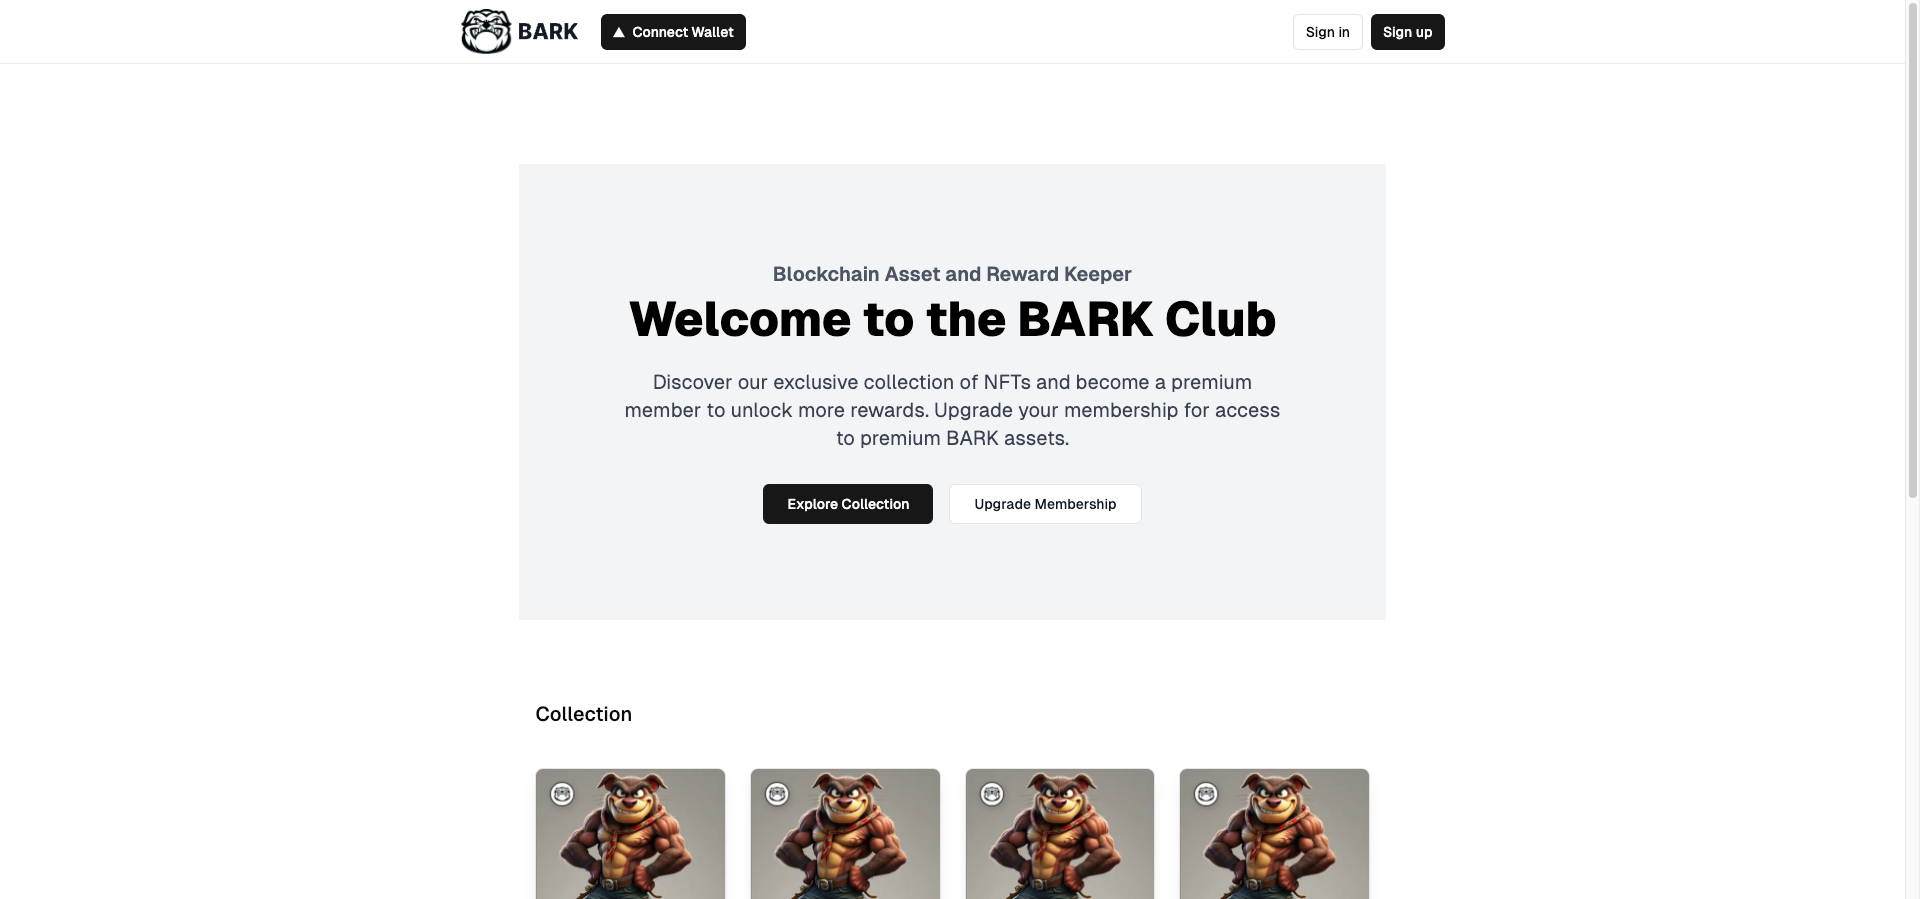 BARK
Connect Wallet
Sign in
Sign up
Blockchain Asset and Reward Keeper
Welcome to the BARK Club
Discover our exclusive collection of NFTs and become a premium
member to unlock more rewards. Upgrade your membership for access
to premium BARK assets.
Explore Collection
Upgrade Membership
Collection